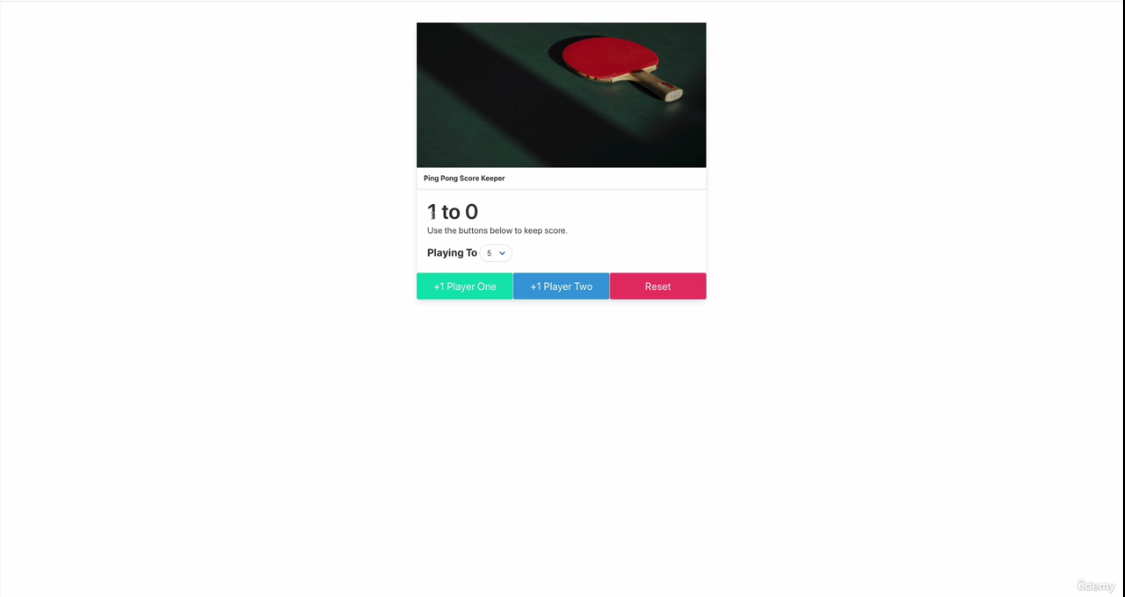 Ping Pong Score Keeper
1 to 0
Use the buttons below to keep score.
Playing To 5
+1 Player One +1 Player Two Reset
ûdemy